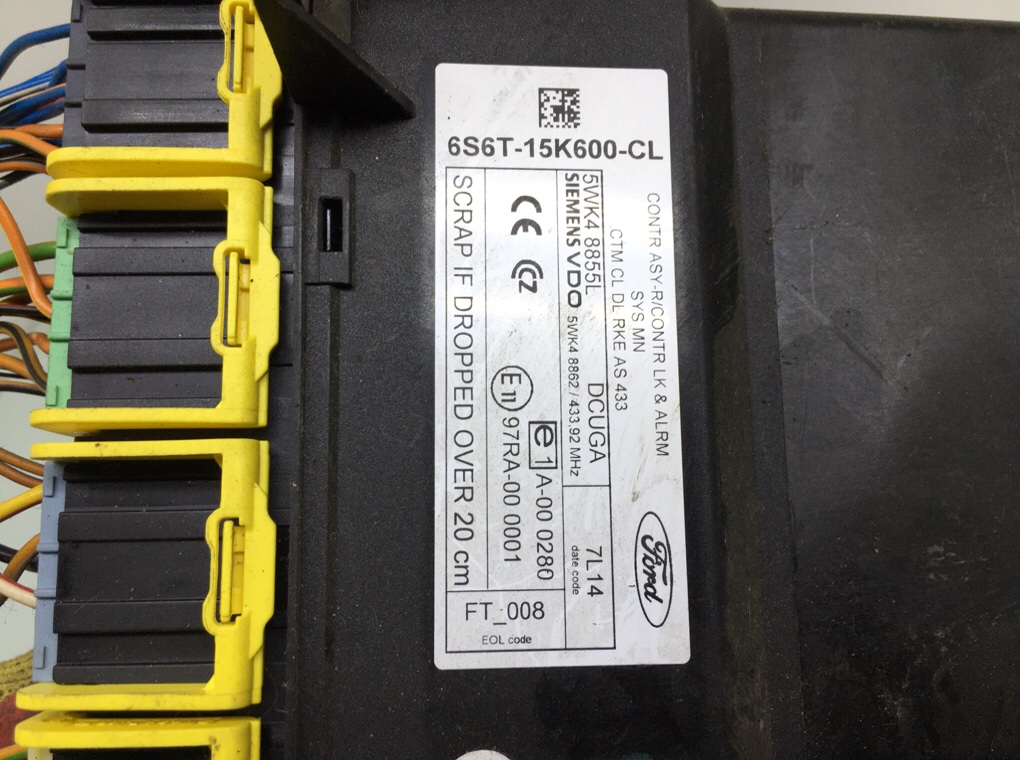 6S6T-15K600-CL
CONTR ASY-R/CONTR LK & ALRM
SYS MN
CTM CL DL RKE AS 433
Ford
5WK4 8855L
DCUGA
7L14
date code
SIEMENS VDO 5WK4 8862 / 433.92 MHz
CE
CCZ
e1 A-00 0280
E11 97RA-00 0001
FT_008
EOL code
SCRAP IF DROPPED OVER 20 cm